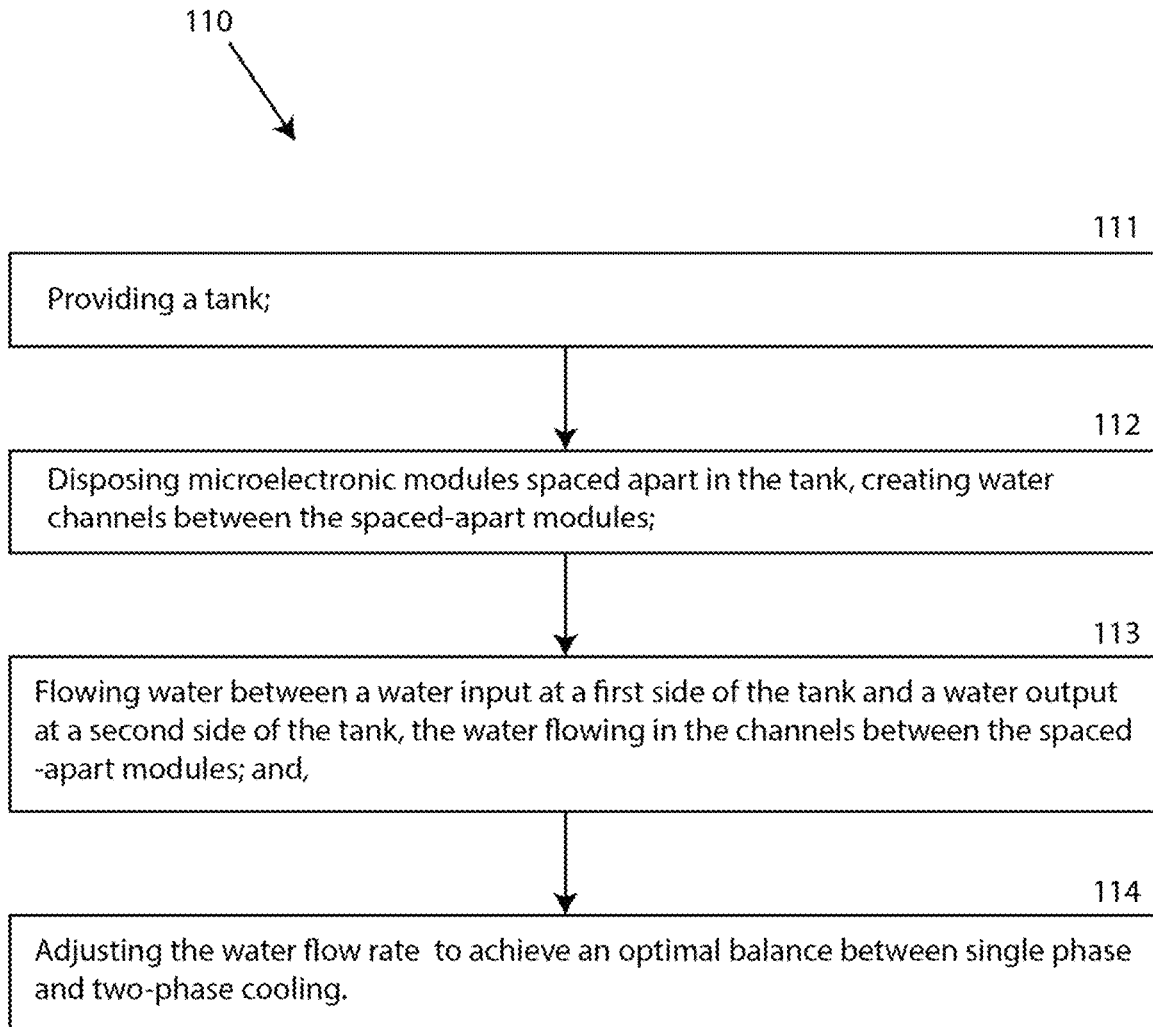 110
111
Providing a tank;
112
Disposing microelectronic modules spaced apart in the tank, creating water
channels between the spaced-apart modules;
113
Flowing water between a water input at a first side of the tank and a water output
at a second side of the tank, the water flowing in the channels between the spaced
-apart modules; and,
114
Adjusting the water flow rate to achieve an optimal balance between single phase
and two-phase cooling.